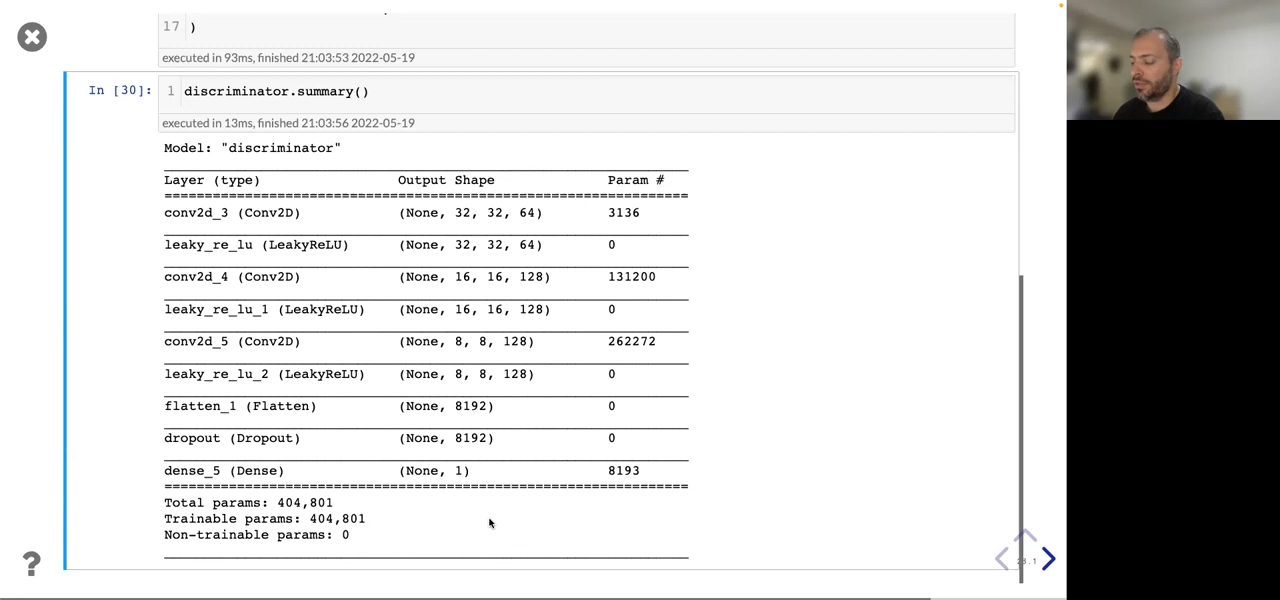 17 )
executed in 93ms, finished 21:03:53 2022-05-19
In [30]: 1 discriminator.summary()
executed in 13ms, finished 21:03:56 2022-05-19
Model: "discriminator"
Layer (type) Output Shape Param #
=================================================================
conv2d_3 (Conv2D) (None, 32, 32, 64) 3136
leaky_re_lu (LeakyReLU) (None, 32, 32, 64) 0
conv2d_4 (Conv2D) (None, 16, 16, 128) 131200
leaky_re_lu_1 (LeakyReLU) (None, 16, 16, 128) 0
conv2d_5 (Conv2D) (None, 8, 8, 128) 262272
leaky_re_lu_2 (LeakyReLU) (None, 8, 8, 128) 0
flatten_1 (Flatten) (None, 8192) 0
dropout (Dropout) (None, 8192) 0
dense_5 (Dense) (None, 1) 8193
=================================================================
Total params: 404,801
Trainable params: 404,801
Non-trainable params: 0
?